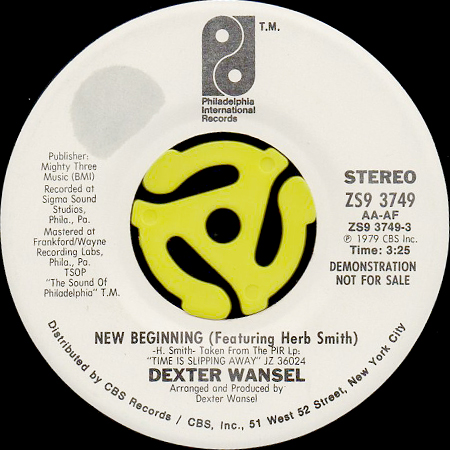 T.M.
Philadelphia
International
Records
Publisher:
Mighty Three
Music (BMI)
Recorded at
Sigma Sound
Studios,
Phila., Pa.
Mastered at
Frankford/Wayne
Recording Labs,
Phila., Pa.
TSOP
"The Sound Of
Philadelphia" T.M.
STEREO
ZS9 3749
AA-AF
ZS9 3749-3
℗ 1979 CBS Inc.
Time: 3:25
DEMONSTRATION
NOT FOR SALE
NEW BEGINNING (Featuring Herb Smith)
-H. Smith- Taken From The PIR Lp:
"TIME IS SLIPPING AWAY" JZ 36024
DEXTER WANSEL
Arranged and Produced by
Dexter Wansel
Distributed by CBS Records / CBS, Inc., 51 West 52 Street, New York City